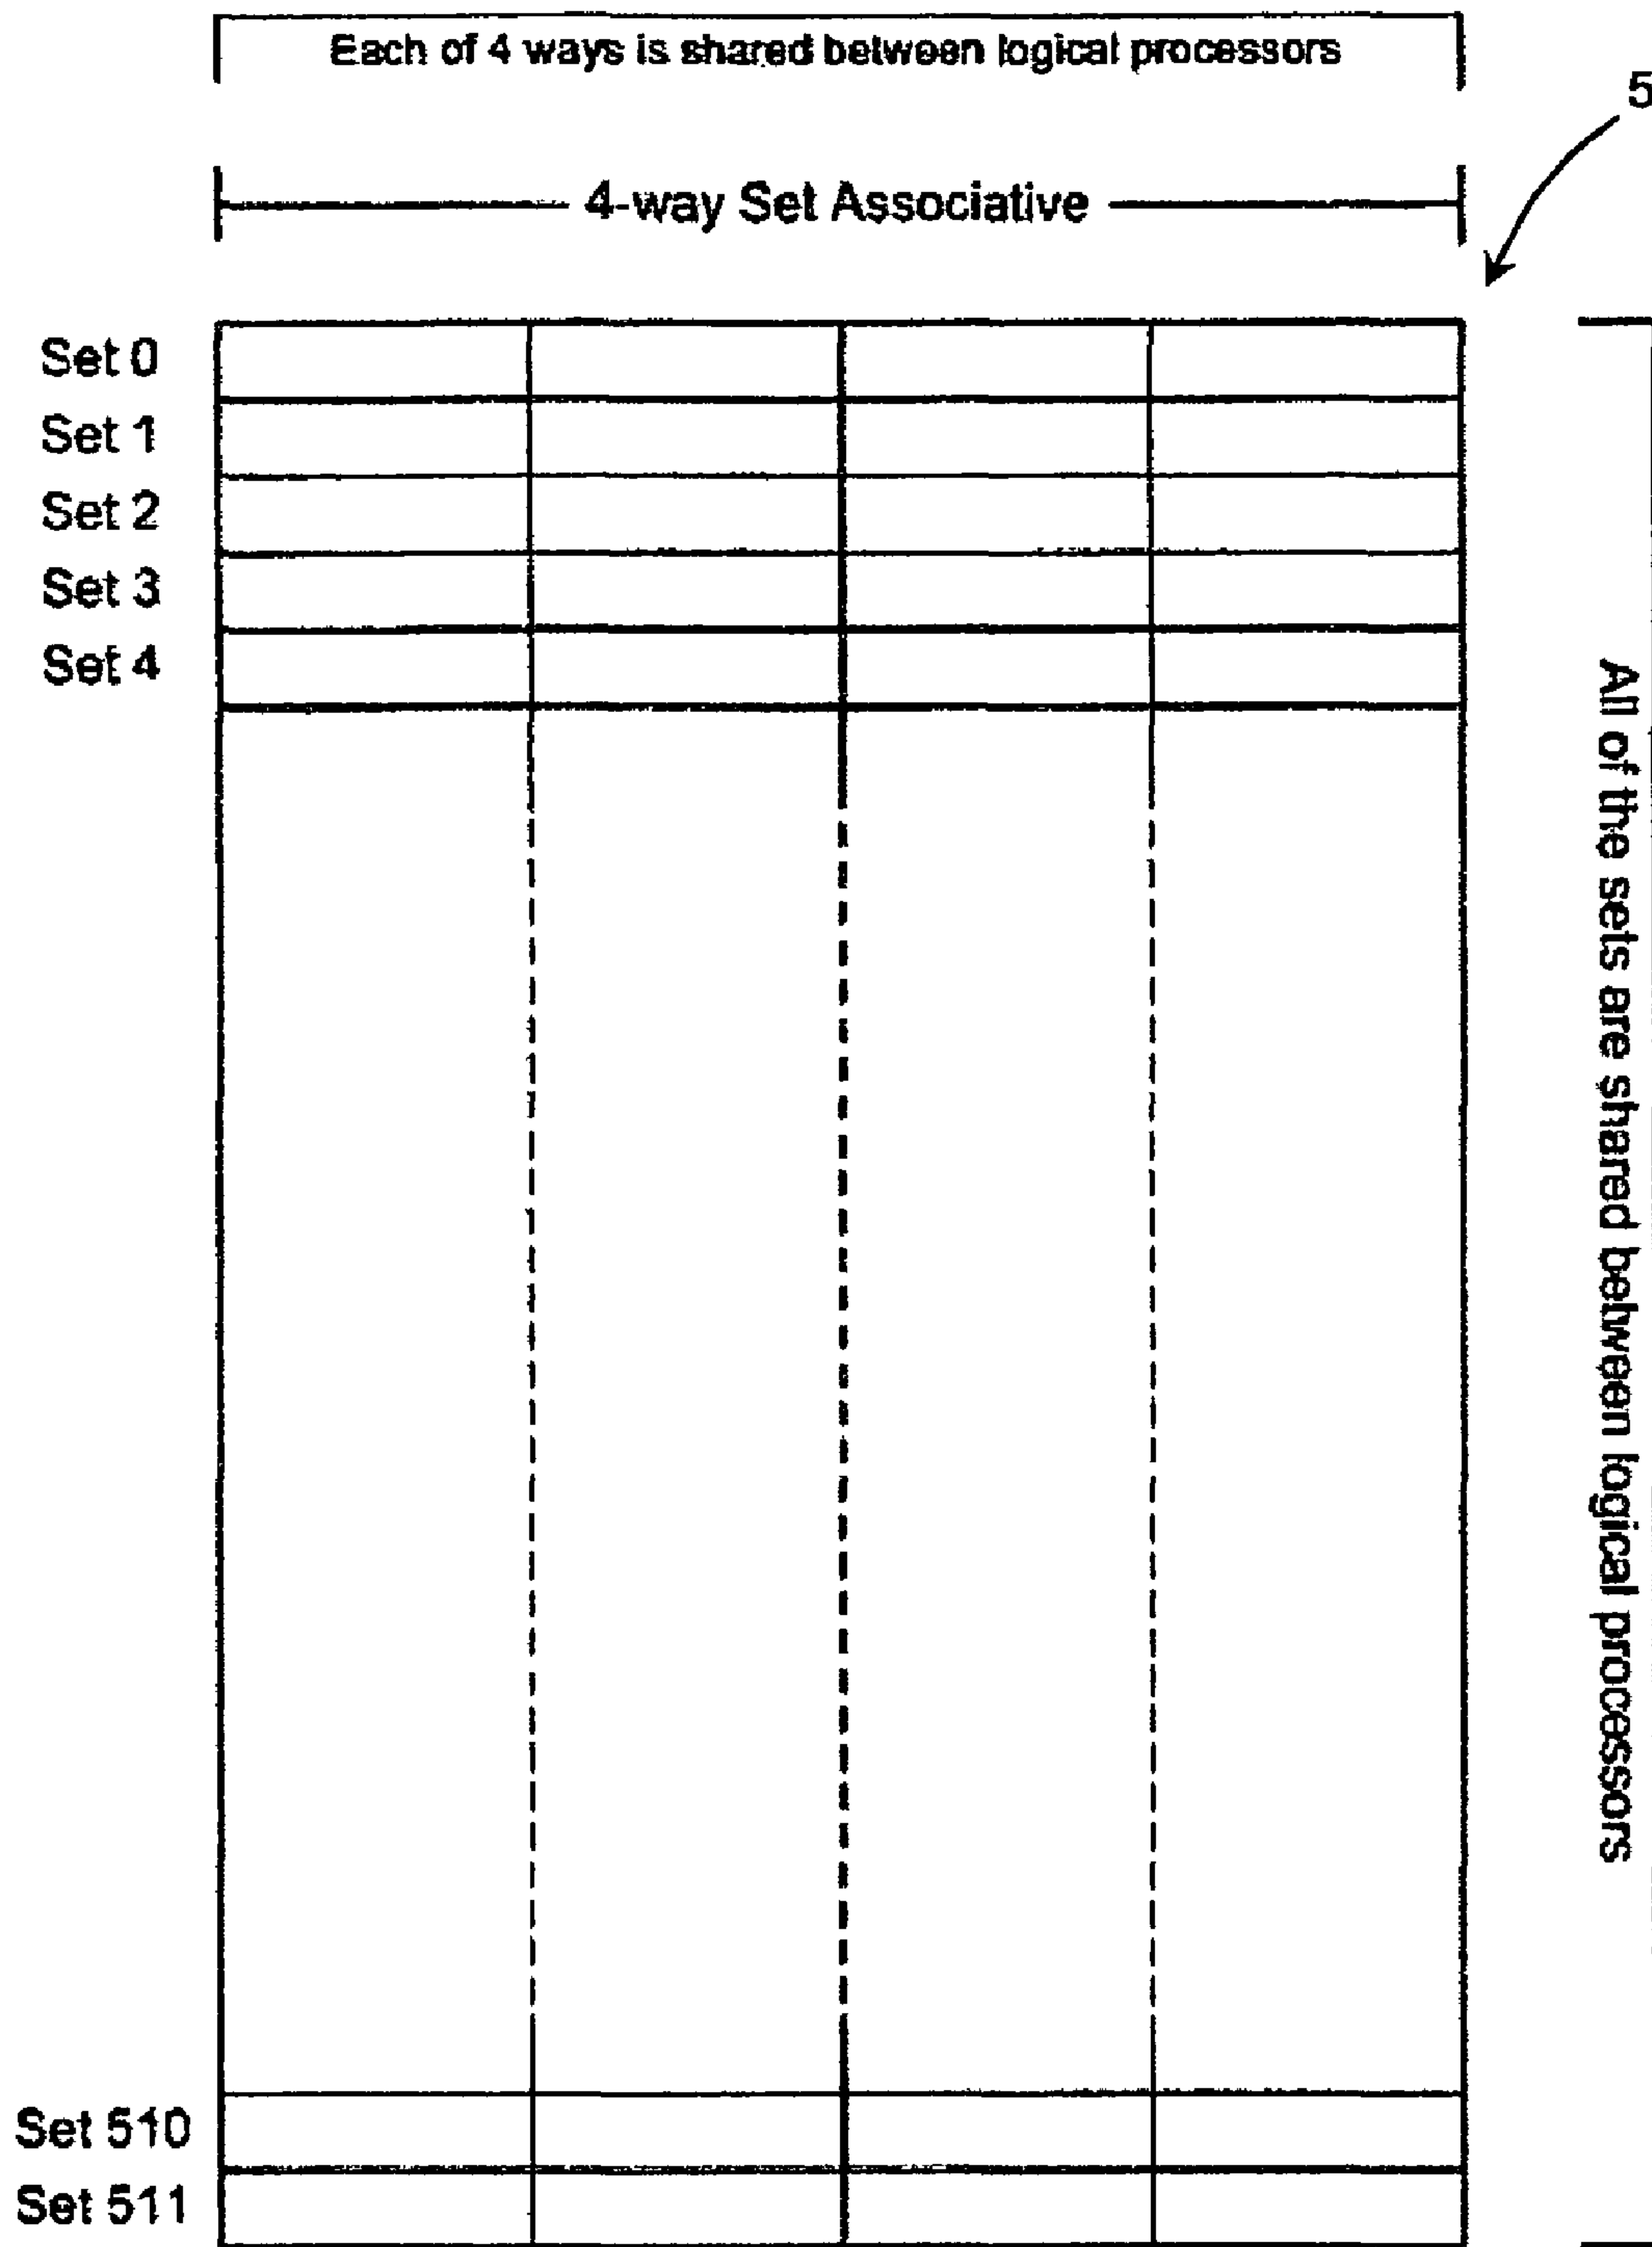 Each of 4 ways is shared between logical processors
5
4-way Set Associative
Set 0
Set 1
Set 2
Set 3
Set 4
All of the sets are shared between logical processors
Set 510
Set 511